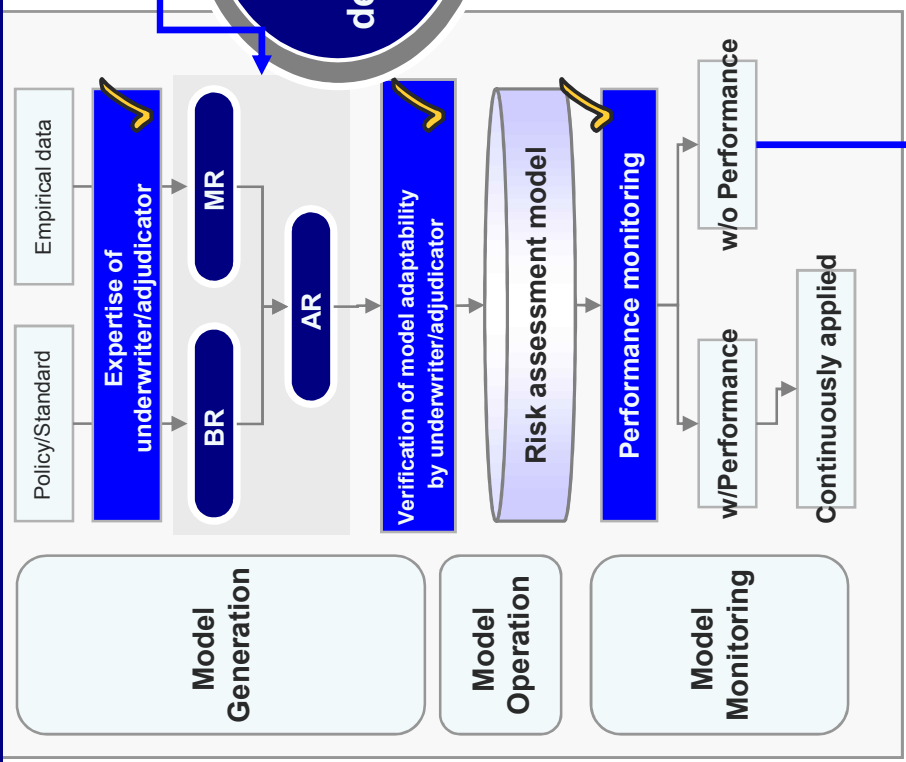 de
Policy/Standard
Empirical data
Expertise of
underwriter/adjudicator
BR
MR
AR
Verification of model adaptability
by underwriter/adjudicator
Risk assessment model
Performance monitoring
w/Performance
w/o Performance
Continuously applied
Model
Generation
Model
Operation
Model
Monitoring